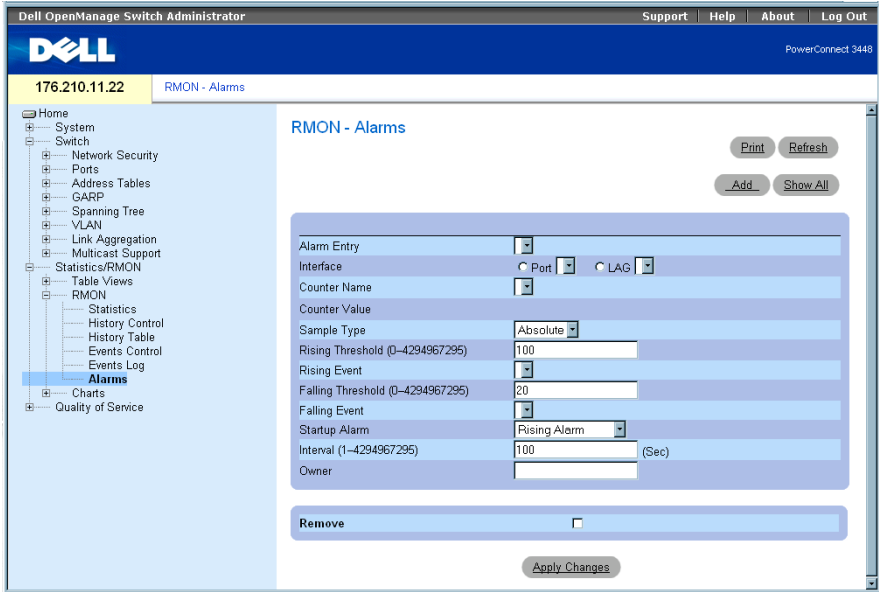 Dell OpenManage Switch Administrator
Support Help About Log Out
DELL
PowerConnect 3448
176.210.11.22
RMON - Alarms
Home
System
Switch
Network Security
Ports
Address Tables
GARP
Spanning Tree
VLAN
Link Aggregation
Multicast Support
Statistics/RMON
Table Views
RMON
Statistics
History Control
History Table
Events Control
Events Log
Alarms
Charts
Quality of Service
RMON - Alarms
Print Refresh
Add Show All
Alarm Entry
Interface Port LAG
Counter Name
Counter Value
Sample Type Absolute
Rising Threshold (0–4294967295) 100
Rising Event
Falling Threshold (0–4294967295) 20
Falling Event
Startup Alarm Rising Alarm
Interval (1–4294967295) 100 (Sec)
Owner
Remove
Apply Changes